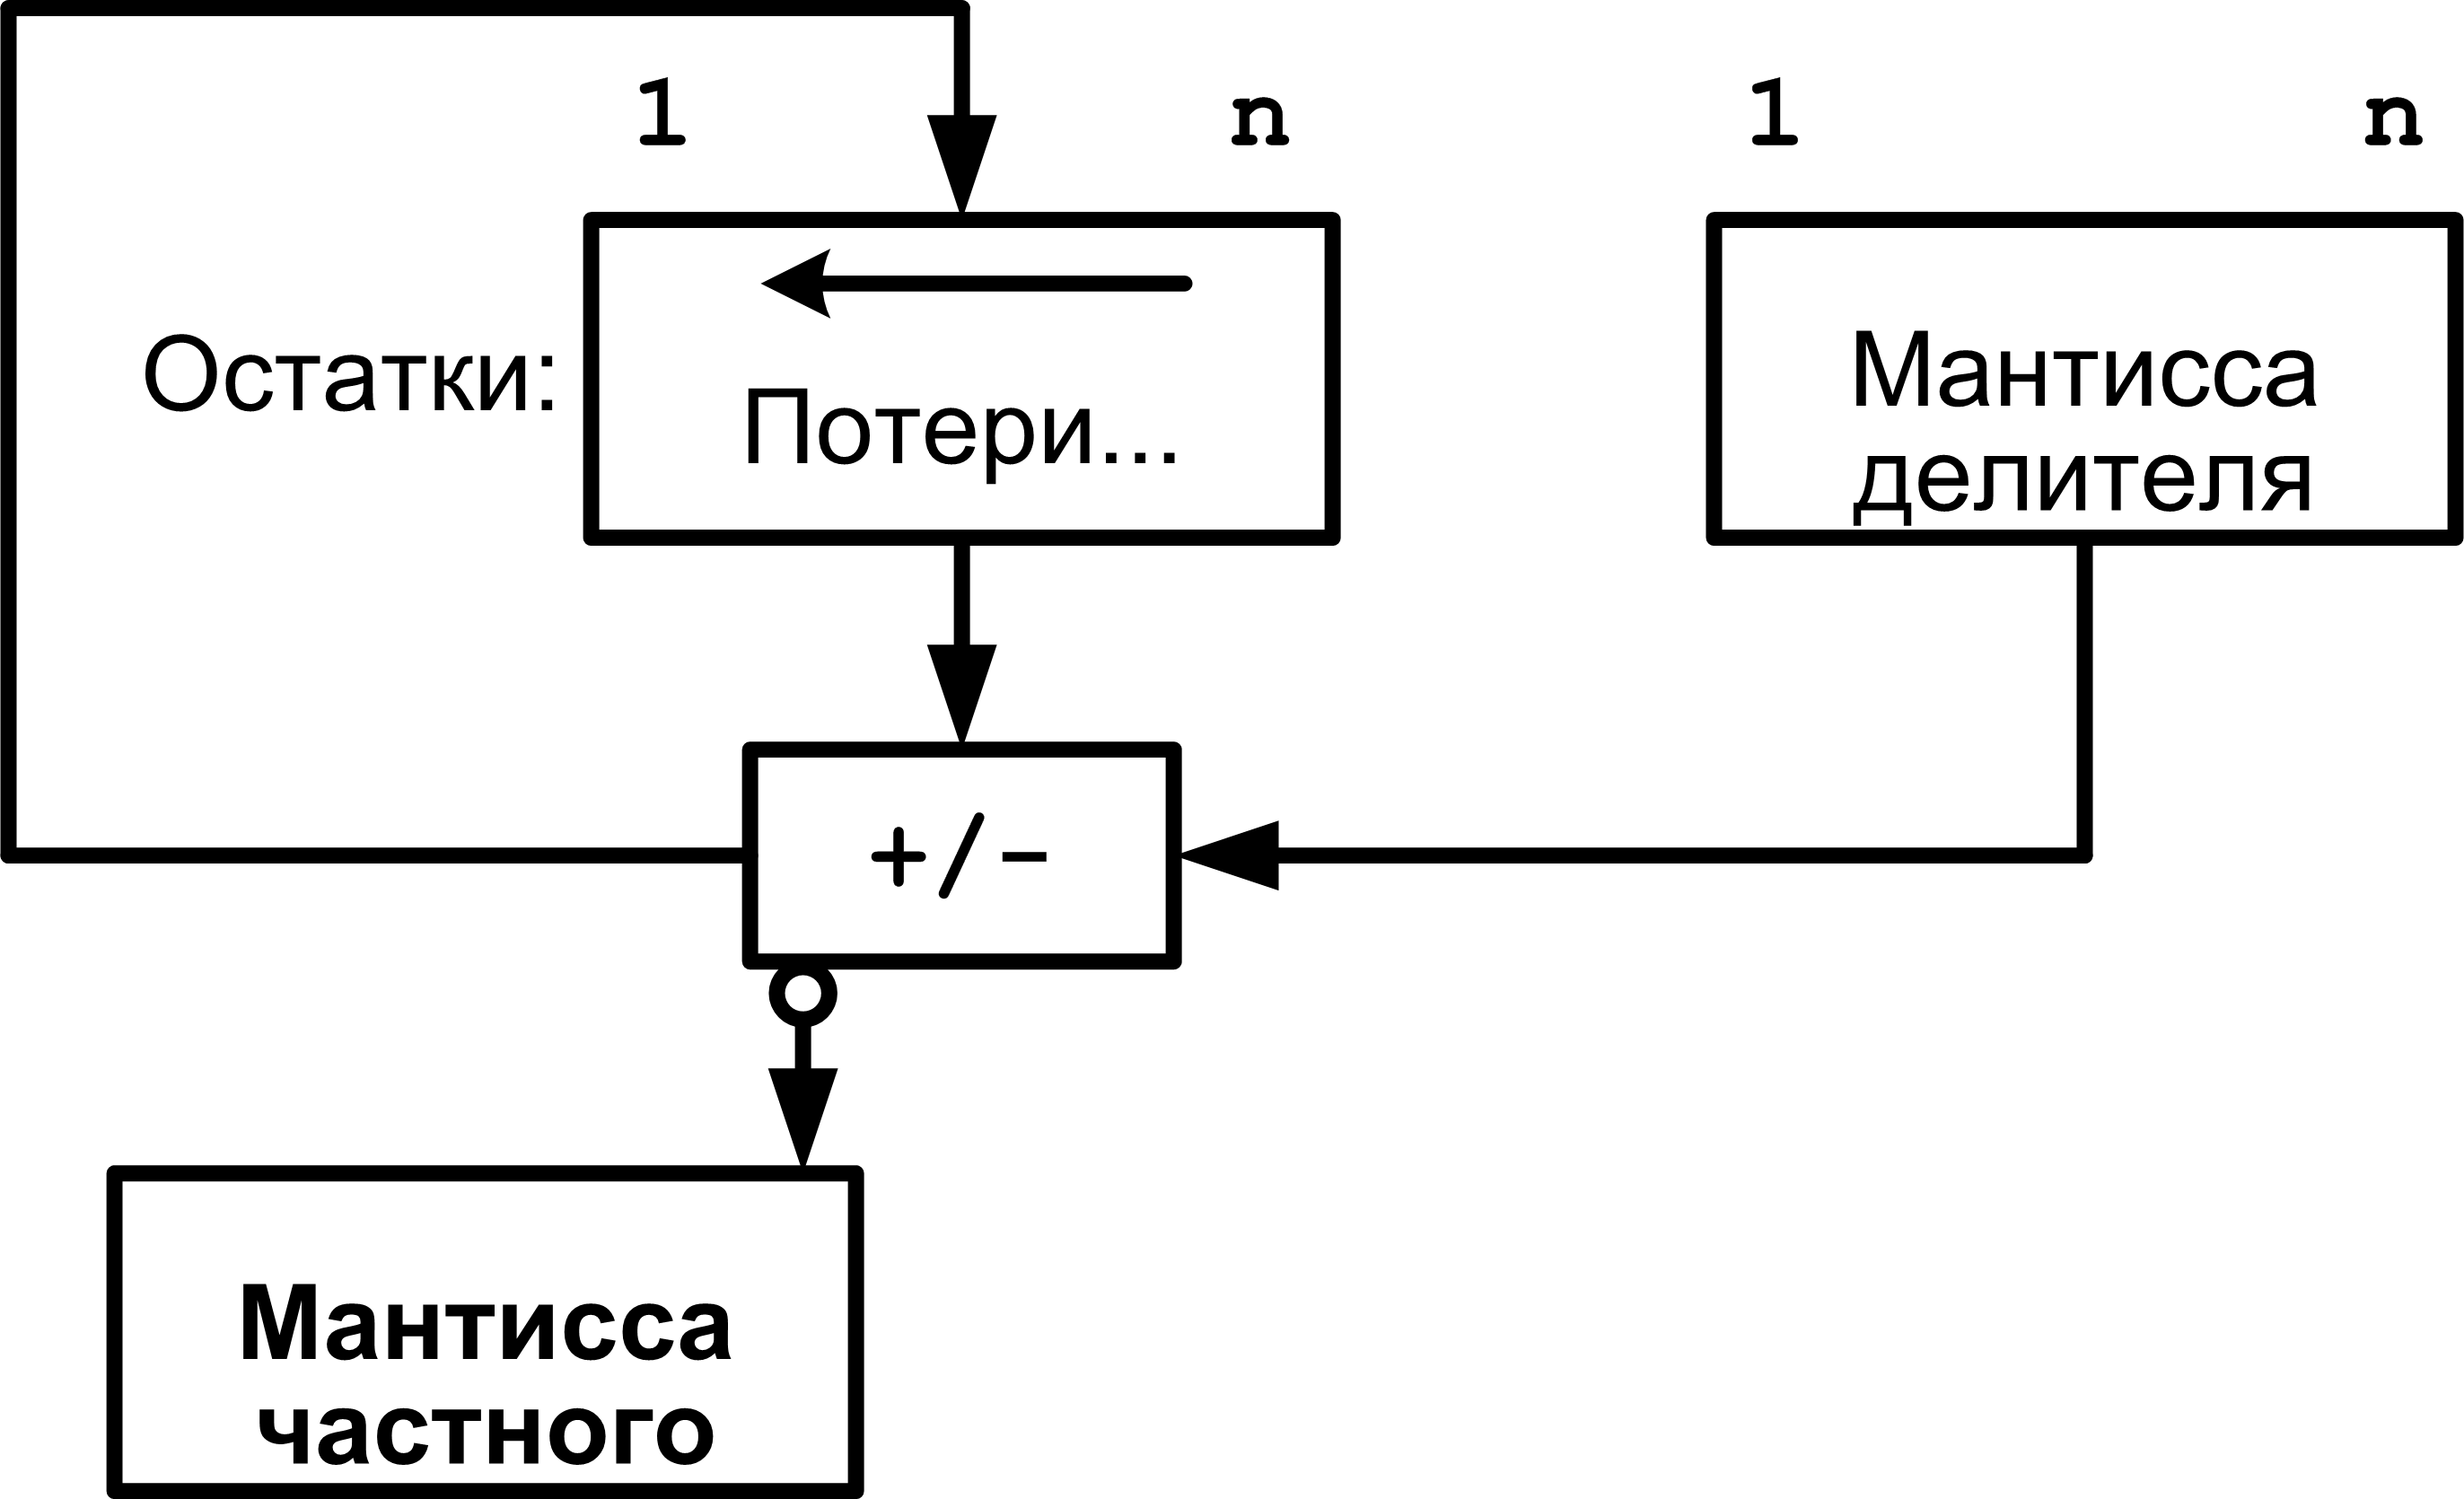 1 n 1 n
Остатки:
Потери...
Мантисса
делителя
+/-
Мантисса
частного